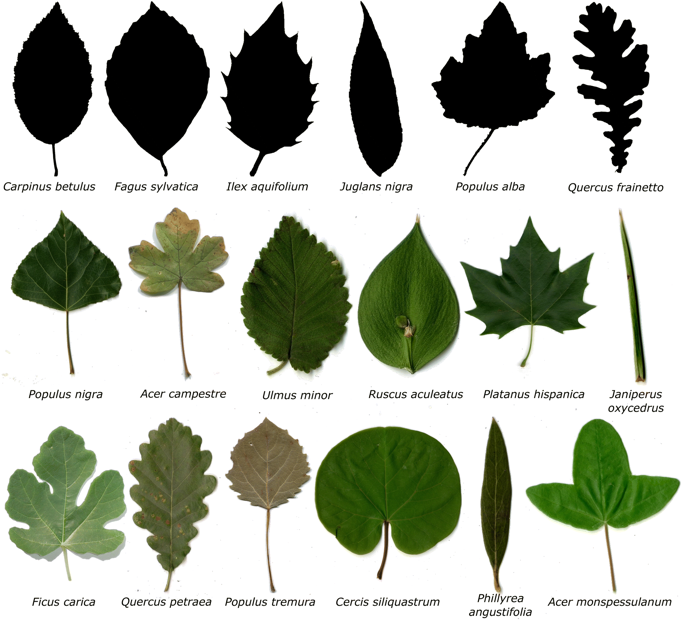 Carpinus betulus
Fagus sylvatica
Ilex aquifolium
Juglans nigra
Populus alba
Quercus frainetto
Populus nigra
Acer campestre
Ulmus minor
Ruscus aculeatus
Platanus hispanica
Janiperus
oxycedrus
Ficus carica
Quercus petraea
Populus tremura
Cercis siliquastrum
Phillyrea
angustifolia
Acer monspessulanum